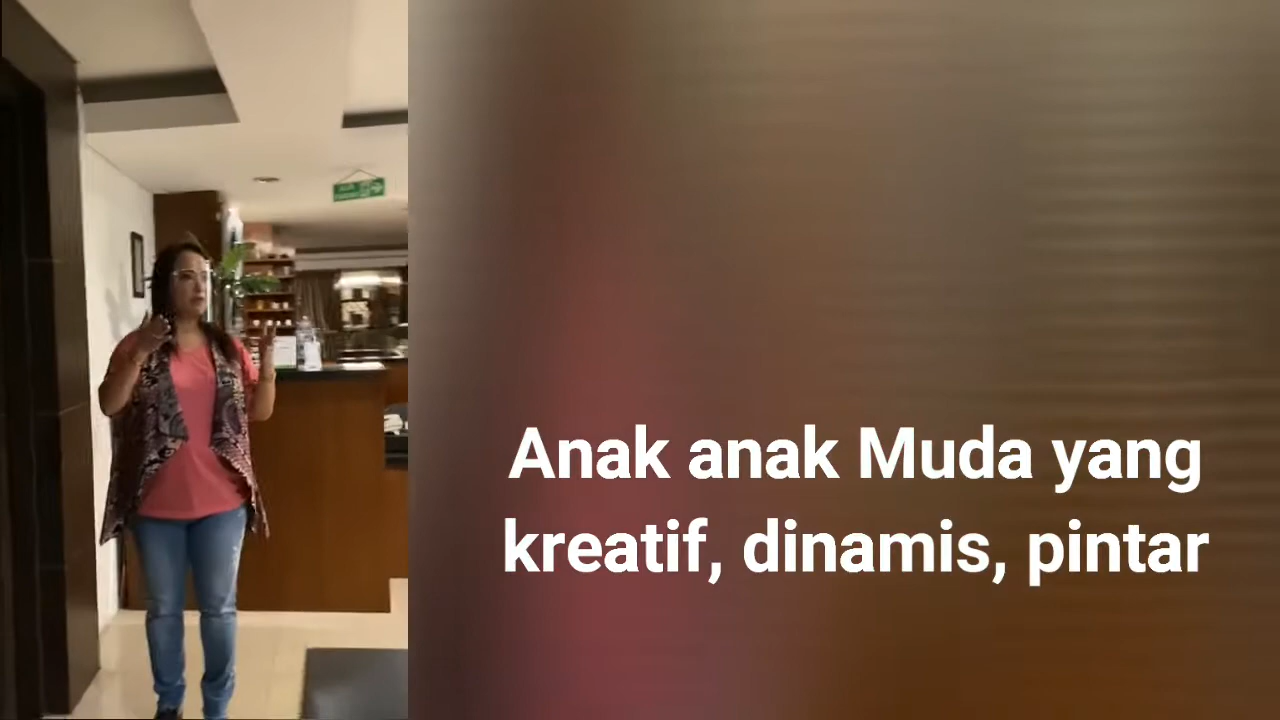 Anak anak Muda yang
kreatif, dinamis, pintar